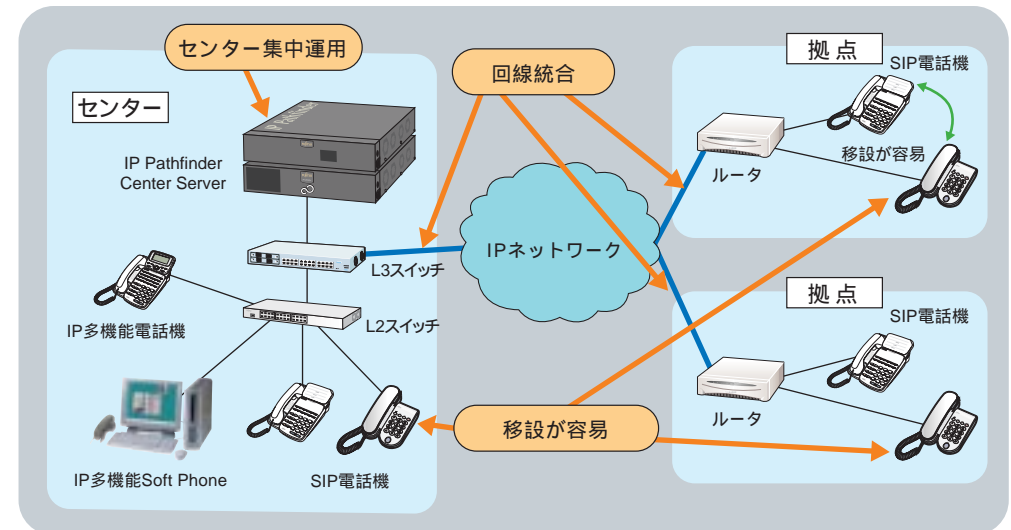 センター集中運用
センター
IP Pathfinder
IP Pathfinder
Center Server
L3スイッチ
L2スイッチ
IP多機能電話機
IP多機能Soft Phone
SIP電話機
回線統合
IPネットワーク
移設が容易
拠 点
SIP電話機
移設が容易
ルータ
拠 点
SIP電話機
ルータ